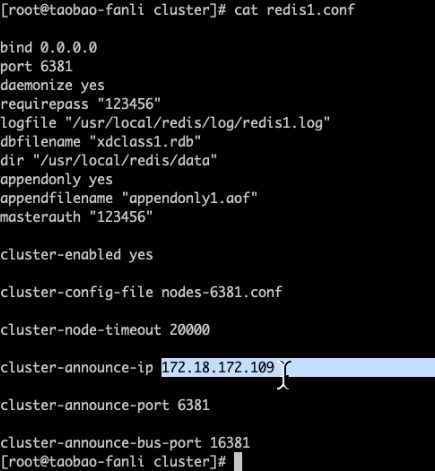 [root@taobao-fanli cluster]# cat redis1.conf
bind 0.0.0.0
port 6381
daemonize yes
requirepass "123456"
logfile "/usr/local/redis/log/redis1.log"
dbfilename "xdclass1.rdb"
dir "/usr/local/redis/data"
appendonly yes
appendfilename "appendonly1.aof"
masterauth "123456"
cluster-enabled yes
cluster-config-file nodes-6381.conf
cluster-node-timeout 20000
cluster-announce-ip 172.18.172.109
cluster-announce-port 6381
cluster-announce-bus-port 16381
[root@taobao-fanli cluster]#